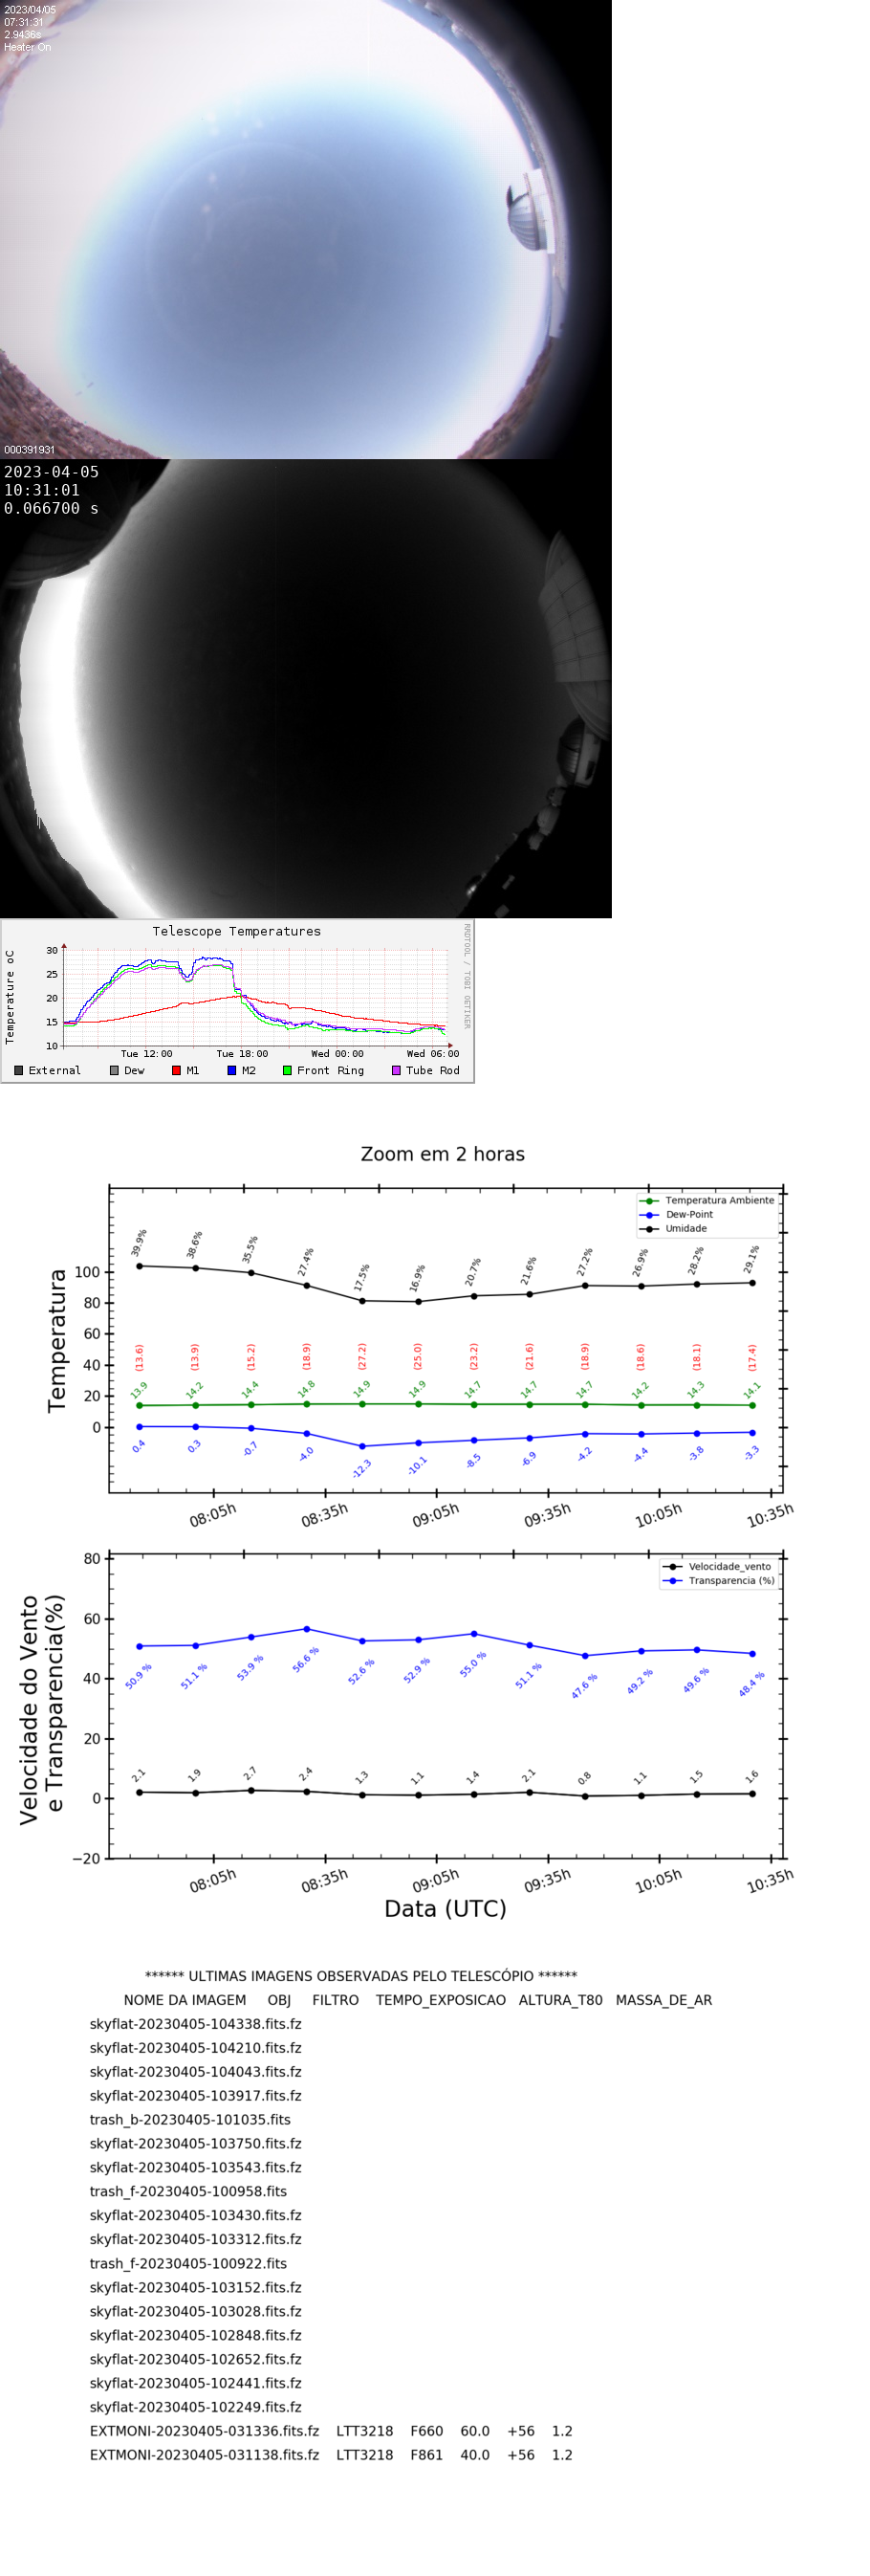 2023/04/05
07:31:31
2.9436s
Heater On
000391931
2023-04-05
10:31:01
0.066700 s
Telescope Temperatures
RRDTOOL / TOBI OETIKER
Temperature oC
30
25
20
15
10
Tue 12:00 Tue 18:00 Wed 00:00 Wed 06:00
External Dew M1 M2 Front Ring Tube Rod
Zoom em 2 horas
Temperatura Ambiente
Dew-Point
Umidade
Temperatura
100
80
60
40
20
0
39.9% 38.6% 35.5% 27.4% 17.5% 16.9% 20.7% 21.6% 27.2% 26.9% 28.2% 29.1%
(13.6) (13.9) (15.2) (18.9) (27.2) (25.0) (23.2) (21.6) (18.9) (18.6) (18.1) (17.4)
13.9 14.2 14.4 14.8 14.9 14.9 14.7 14.7 14.7 14.2 14.3 14.1
0.4 0.3 -0.7 -4.0 -12.3 -10.1 -8.5 -6.9 -4.2 -4.4 -3.8 -3.3
08:05h 08:35h 09:05h 09:35h 10:05h 10:35h
Velocidade_vento
Transparencia (%)
Velocidade do Vento
e Transparencia(%)
80
60
40
20
0
−20
50.9 % 51.1 % 53.9 % 56.6 % 52.6 % 52.9 % 55.0 % 51.1 % 47.6 % 49.2 % 49.6 % 48.4 %
2.1 1.9 2.7 2.4 1.3 1.1 1.4 2.1 0.8 1.1 1.5 1.6
08:05h 08:35h 09:05h 09:35h 10:05h 10:35h
Data (UTC)
****** ULTIMAS IMAGENS OBSERVADAS PELO TELESCÓPIO ******
NOME DA IMAGEM OBJ FILTRO TEMPO_EXPOSICAO ALTURA_T80 MASSA_DE_AR
skyflat-20230405-104338.fits.fz
skyflat-20230405-104210.fits.fz
skyflat-20230405-104043.fits.fz
skyflat-20230405-103917.fits.fz
trash_b-20230405-101035.fits
skyflat-20230405-103750.fits.fz
skyflat-20230405-103543.fits.fz
trash_f-20230405-100958.fits
skyflat-20230405-103430.fits.fz
skyflat-20230405-103312.fits.fz
trash_f-20230405-100922.fits
skyflat-20230405-103152.fits.fz
skyflat-20230405-103028.fits.fz
skyflat-20230405-102848.fits.fz
skyflat-20230405-102652.fits.fz
skyflat-20230405-102441.fits.fz
skyflat-20230405-102249.fits.fz
EXTMONI-20230405-031336.fits.fz LTT3218 F660 60.0 +56 1.2
EXTMONI-20230405-031138.fits.fz LTT3218 F861 40.0 +56 1.2